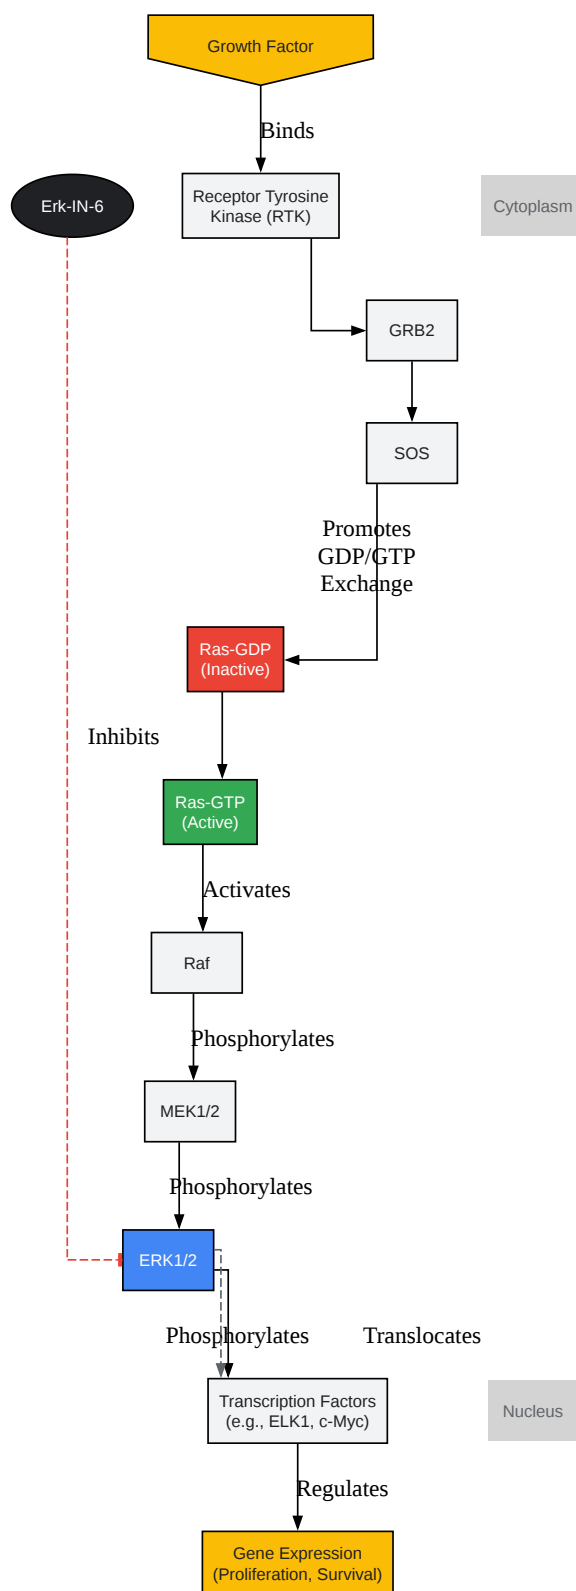 Growth Factor
Binds
Erk-IN-6
Receptor Tyrosine
Kinase (RTK)
Cytoplasm
GRB2
SOS
Promotes
GDP/GTP
Exchange
Ras-GDP
(Inactive)
Inhibits
Ras-GTP
(Active)
Activates
Raf
Phosphorylates
MEK1/2
Phosphorylates
ERK1/2
Phosphorylates
Translocates
Transcription Factors
(e.g., ELK1, c-Myc)
Nucleus
Regulates
Gene Expression
(Proliferation, Survival)